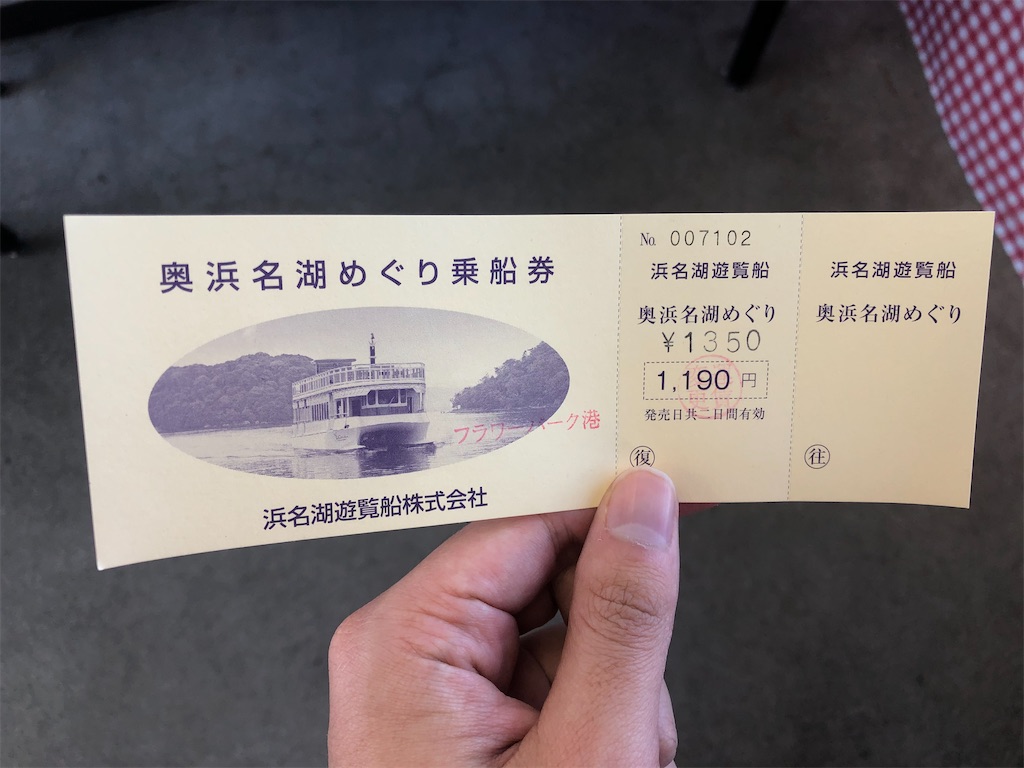 奥浜名湖めぐり乗船券
フラワーパーク港
浜名湖遊覧船株式会社
No. 007102
浜名湖遊覧船
奥浜名湖めぐり
¥1350
1,190円
発売日共二日間有効
復
浜名湖遊覧船
奥浜名湖めぐり
往